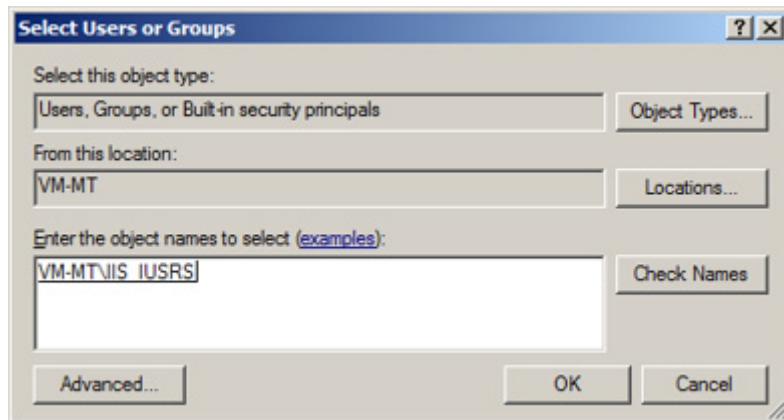 Select Users or Groups
Select this object type:
Users, Groups, or Built-in security principals
Object Types...
From this location:
VM-MT
Locations...
Enter the object names to select (examples):
VM-MT\IIS_IUSRS
Check Names
Advanced...
OK
Cancel